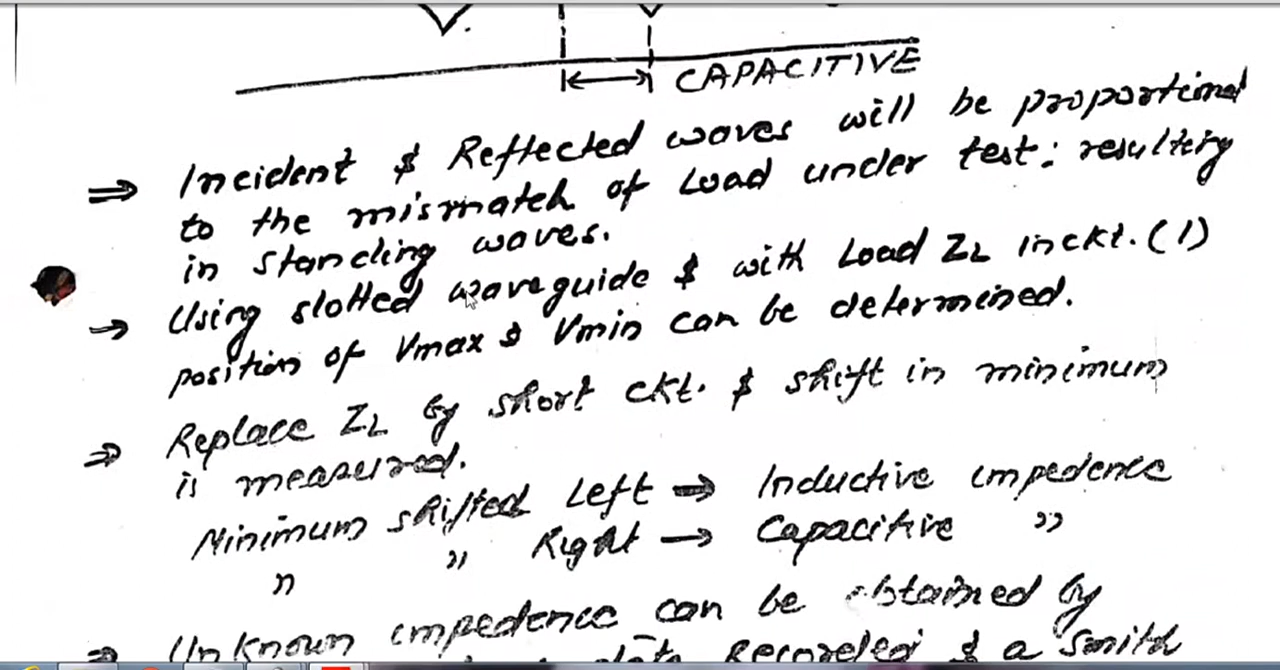 CAPACITIVE
⇒ Incident & Reflected waves will be proportional
to the mismatch of Load under test: resulting
in standing waves.
→ Using slotted waveguide & with Load ZL in ckt. (1)
position of Vmax & Vmin can be determined.
⇒ Replace ZL by short ckt. & shift in minimum
is measured.
Minimum shifted Left ⇒ Inductive impedence
" " Right → Capacitive "
⇒ Unknown impedence can be obtained by
data Recorded & a Smith